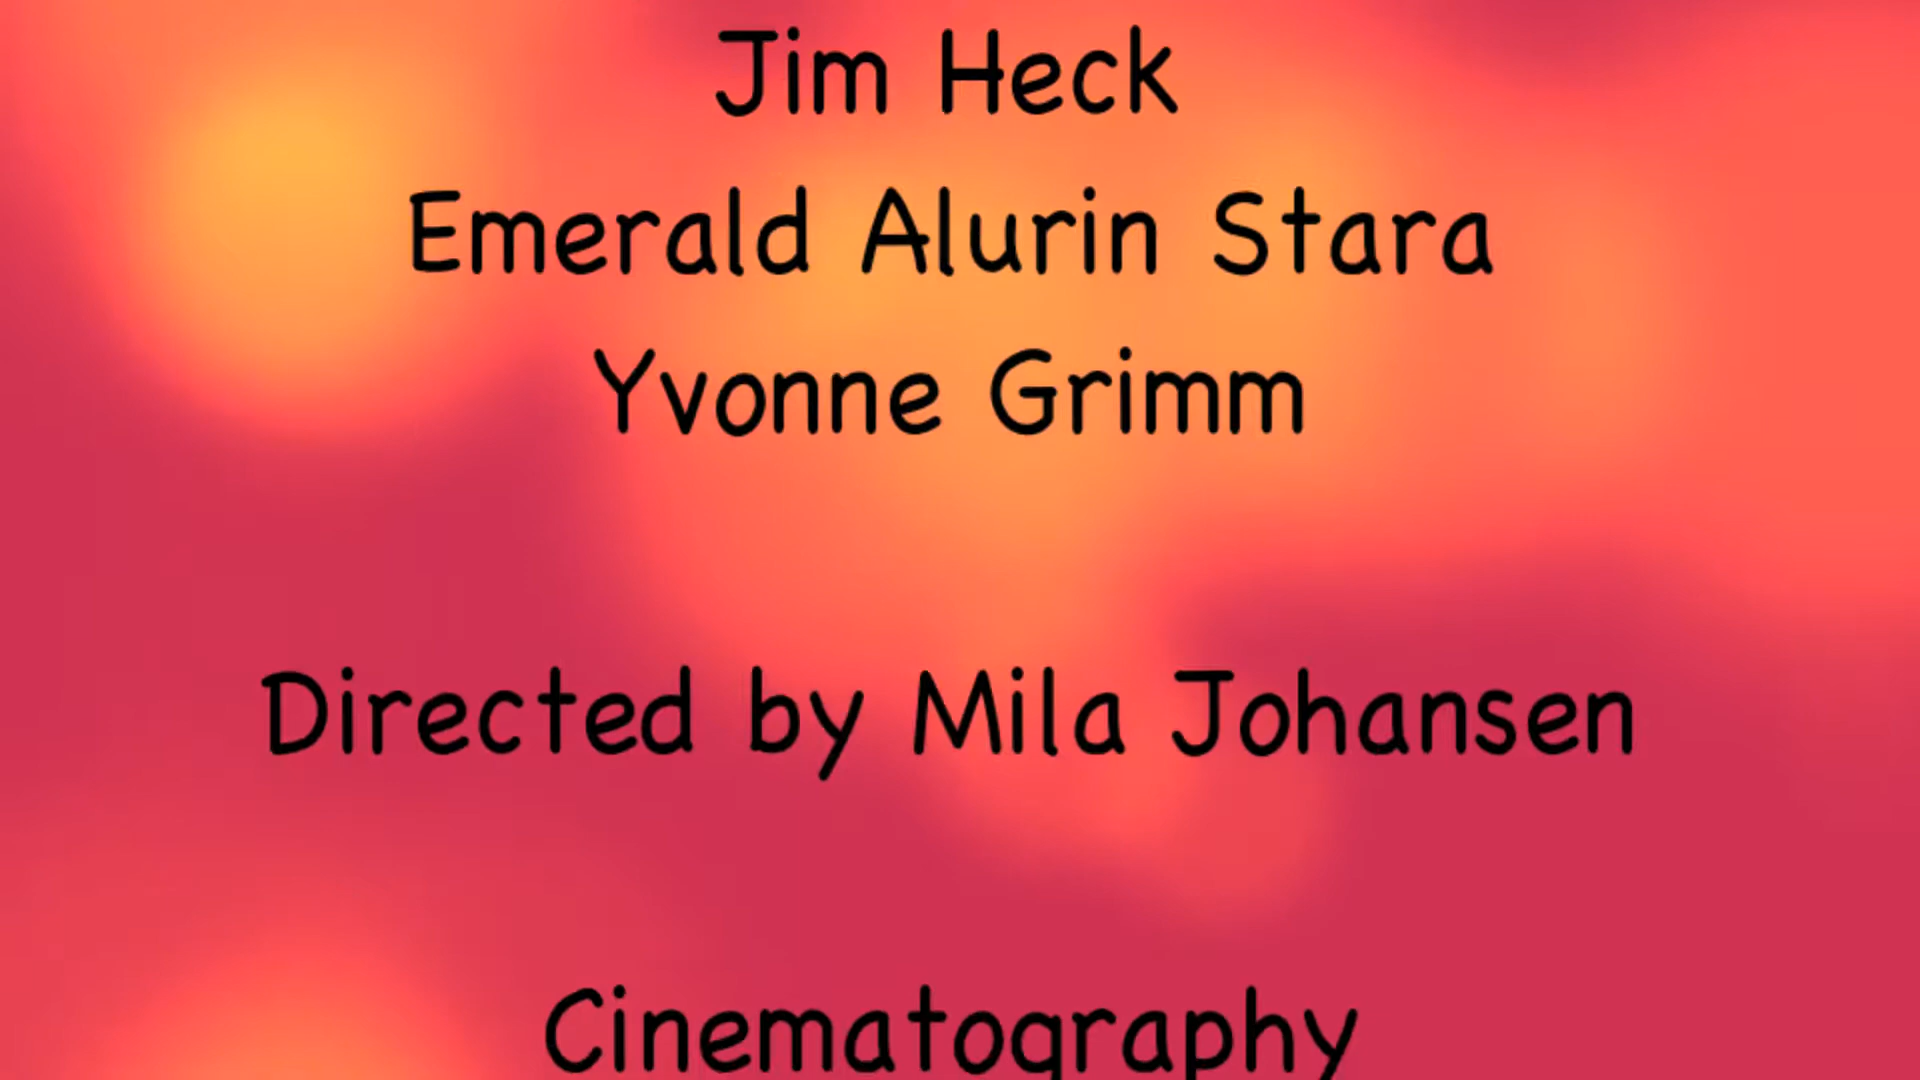 Jim Heck
Emerald Alurin Stara
Yvonne Grimm
Directed by Mila Johansen
Cinematography